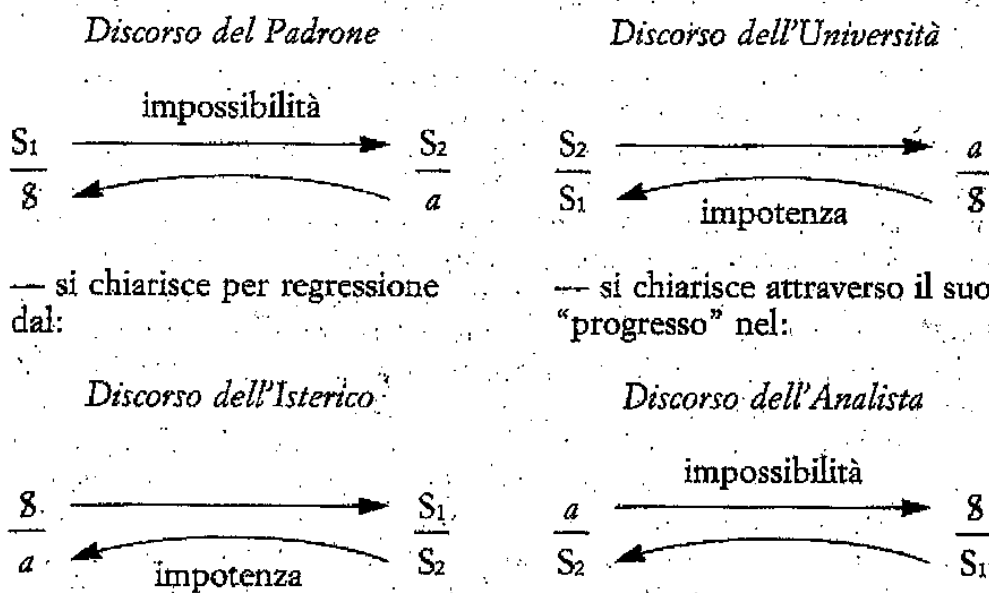 Discorso del Padrone
impossibilità
S1 S2
$ a
— si chiarisce per regressione
dal:
Discorso dell'Università
S2 a
S1 $
impotenza
— si chiarisce attraverso il suo
"progresso" nel:
Discorso dell'Isterico
$ S1
a S2
impotenza
Discorso dell'Analista
impossibilità
a $
S2 S1